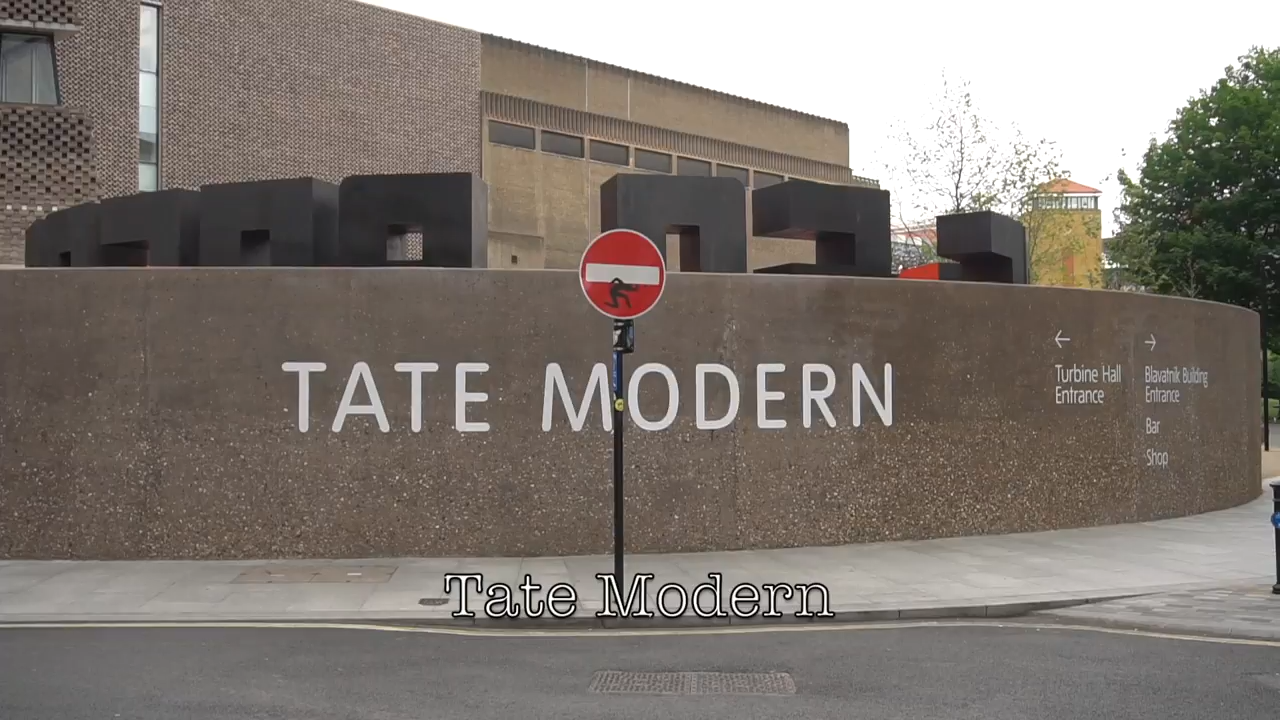 TATE MODERN
Turbine Hall
Entrance
Blavatnik Building
Entrance
Bar
Shop
Tate Modern